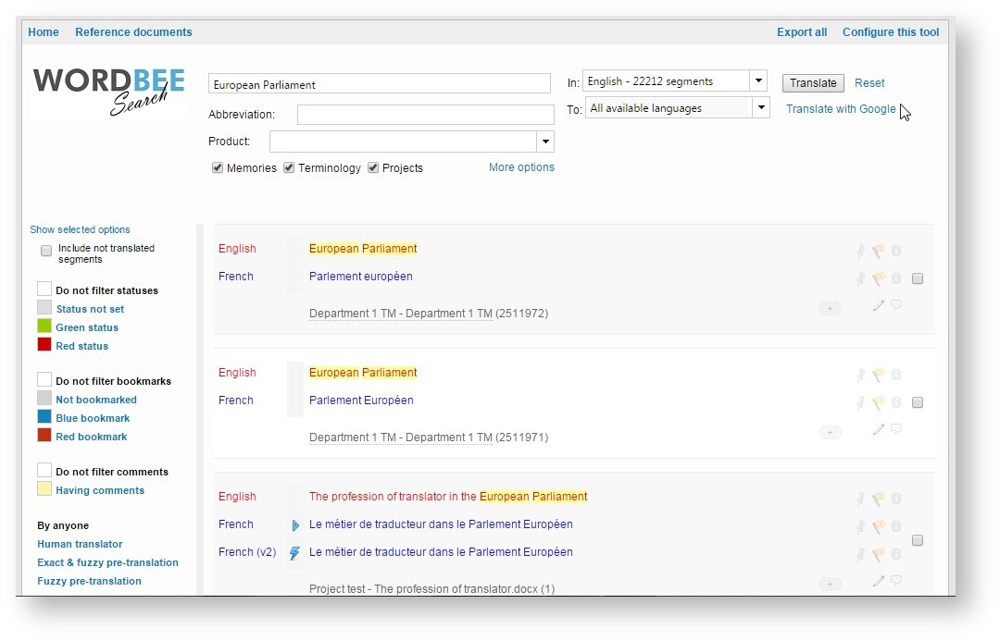 Home Reference documents Export all Configure this tool
WORDBEE
Search
European Parliament In: English - 22212 segments Translate Reset
Abbreviation: To: All available languages Translate with Google
Product:
Memories Terminology Projects More options
Show selected options
Include not translated
segments
Do not filter statuses
Status not set
Green status
Red status
Do not filter bookmarks
Not bookmarked
Blue bookmark
Red bookmark
Do not filter comments
Having comments
By anyone
Human translator
Exact & fuzzy pre-translation
Fuzzy pre-translation
English European Parliament
French Parlement européen
Department 1 TM - Department 1 TM (2511972)
English European Parliament
French Parlement Européen
Department 1 TM - Department 1 TM (2511971)
English The profession of translator in the European Parliament
French Le métier de traducteur dans le Parlement Européen
French (v2) Le métier de traducteur dans le Parlement Européen
Project test - The profession of translator.docx (1)